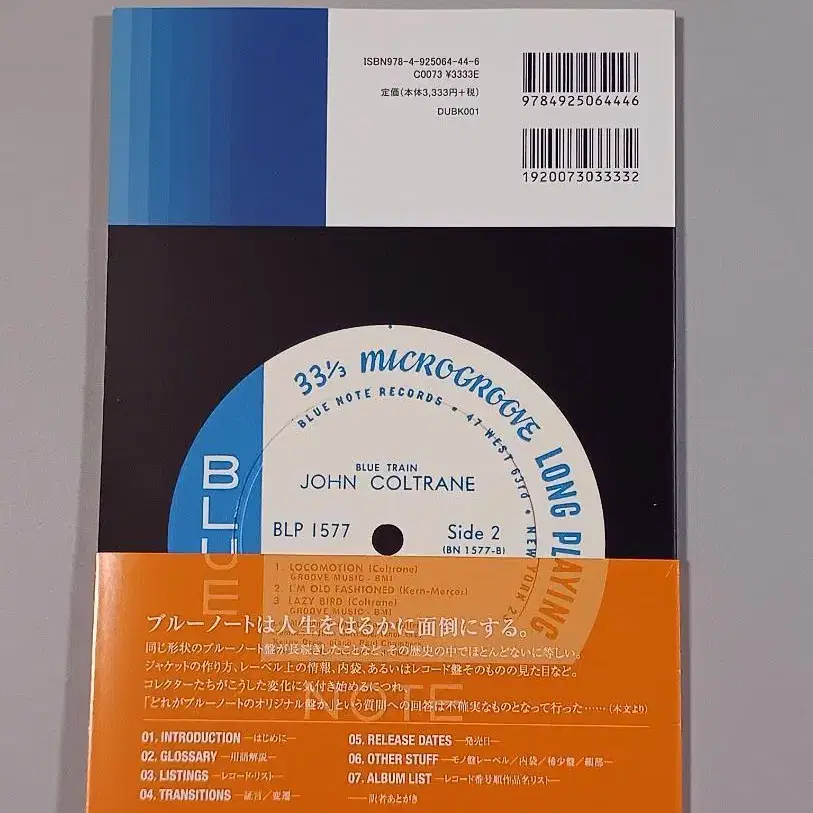 ISBN978-4-925064-44-6
C0073 ¥3333E
定価(本体3,333円+税)
DUBK001
9784925064446
1920073033332
33⅓ MICROGROOVE LONG PLAYING
BLUE NOTE RECORDS • 47 WEST 63rd • NEW YORK 2
BLUE
BLUE TRAIN
JOHN COLTRANE
BLP 1577
Side 2
(BN 1577-B)
1. LOCOMOTION (Coltrane)
GROOVE MUSIC - BMI
2. I'M OLD FASHIONED (Kern-Mercer)
3. LAZY BIRD (Coltrane)
GROOVE MUSIC - BMI
NOTE
ブルーノートは人生をはるかに面倒にする。
同じ形状のブルーノート盤が長続きしたことなど、その歴史の中でほとんどないに等しい。
ジャケットの作り方、レーベル上の情報、内袋、あるいはレコード盤そのものの見た目など。
コレクターたちがこうした変化に気付き始めるにつれ、
「どれがブルーノートのオリジナル盤か」という質問への回答は不確実なものとなって行った……(本文より)
01. INTRODUCTION ―はじめに―
02. GLOSSARY ―用語解説―
03. LISTINGS ―レコード・リスト―
04. TRANSITIONS ―証言/変遷―
05. RELEASE DATES ―発売日―
06. OTHER STUFF ―モノ盤レーベル/内袋/稀少盤/細部―
07. ALBUM LIST ―レコード番号順作品名リスト―
――訳者あとがき